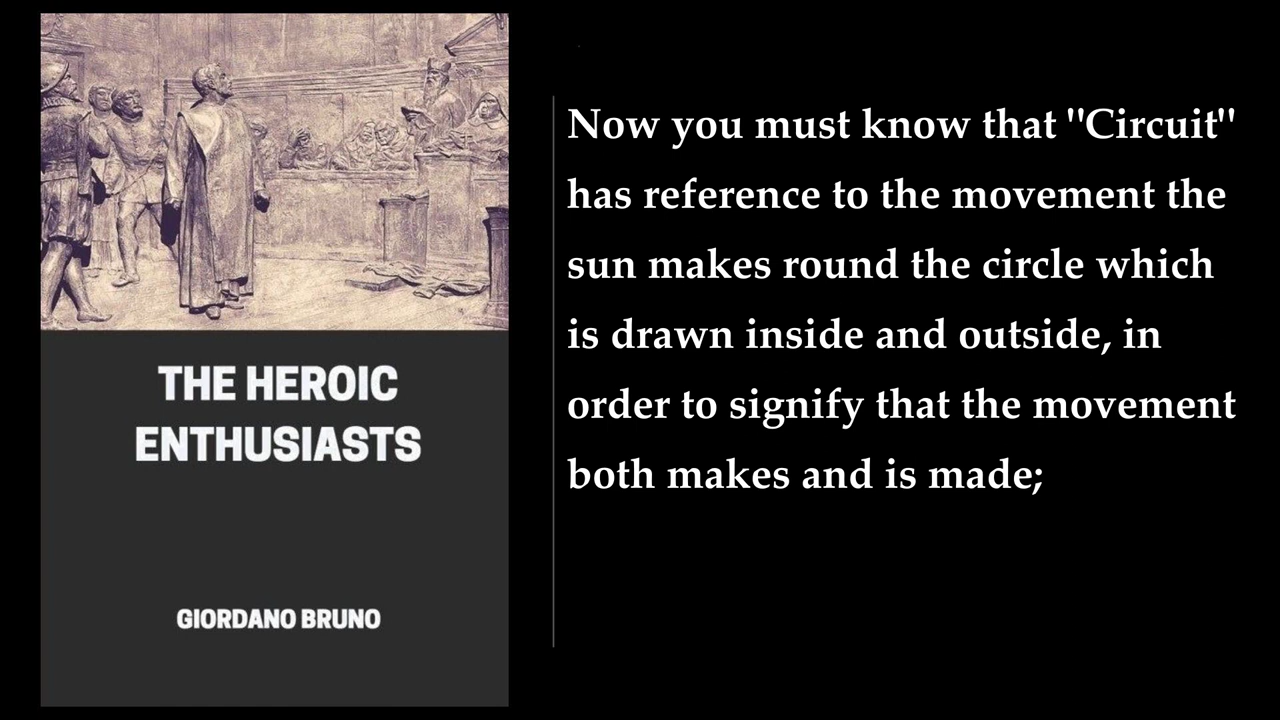 THE HEROIC
ENTHUSIASTS
GIORDANO BRUNO
Now you must know that "Circuit"
has reference to the movement the
sun makes round the circle which
is drawn inside and outside, in
order to signify that the movement
both makes and is made;